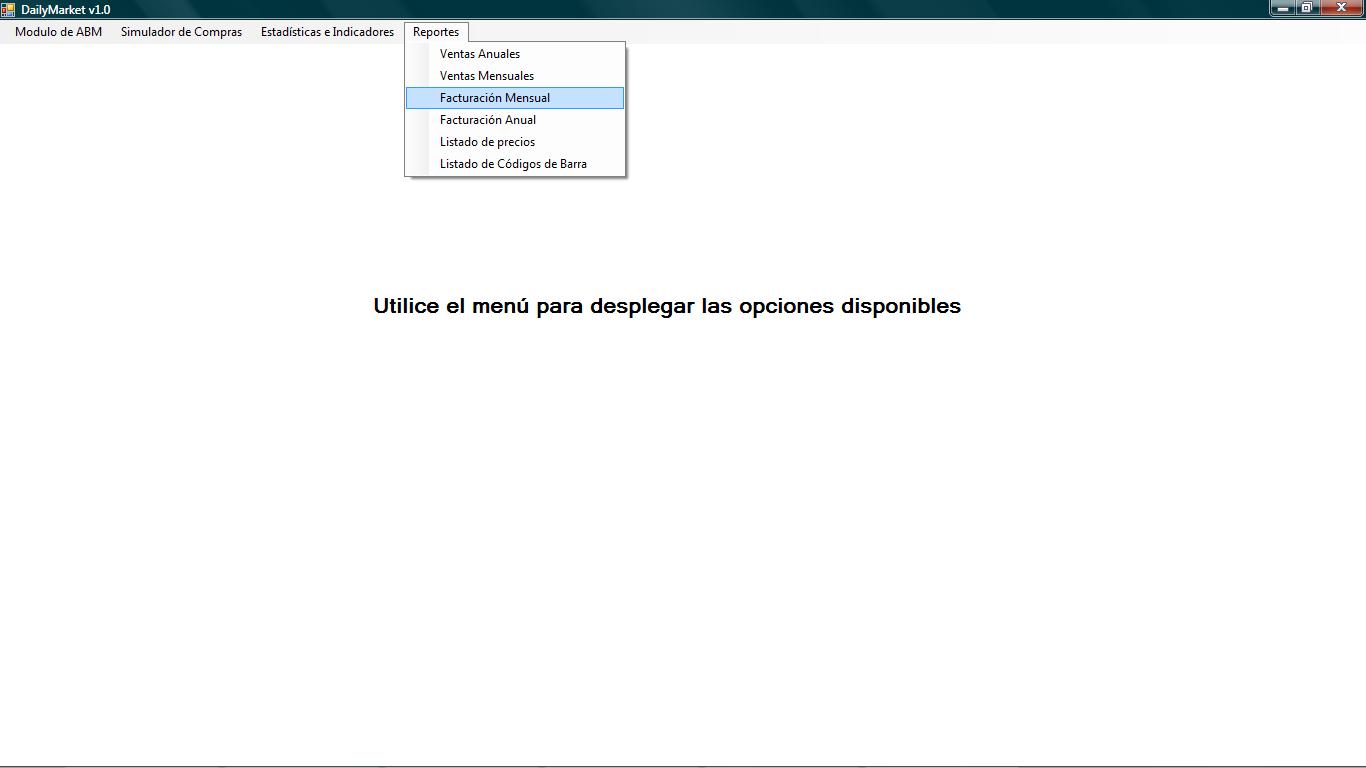 DailyMarket v1.0
Modulo de ABM Simulador de Compras Estadísticas e Indicadores Reportes
Ventas Anuales
Ventas Mensuales
Facturación Mensual
Facturación Anual
Listado de precios
Listado de Códigos de Barra
Utilice el menú para desplegar las opciones disponibles